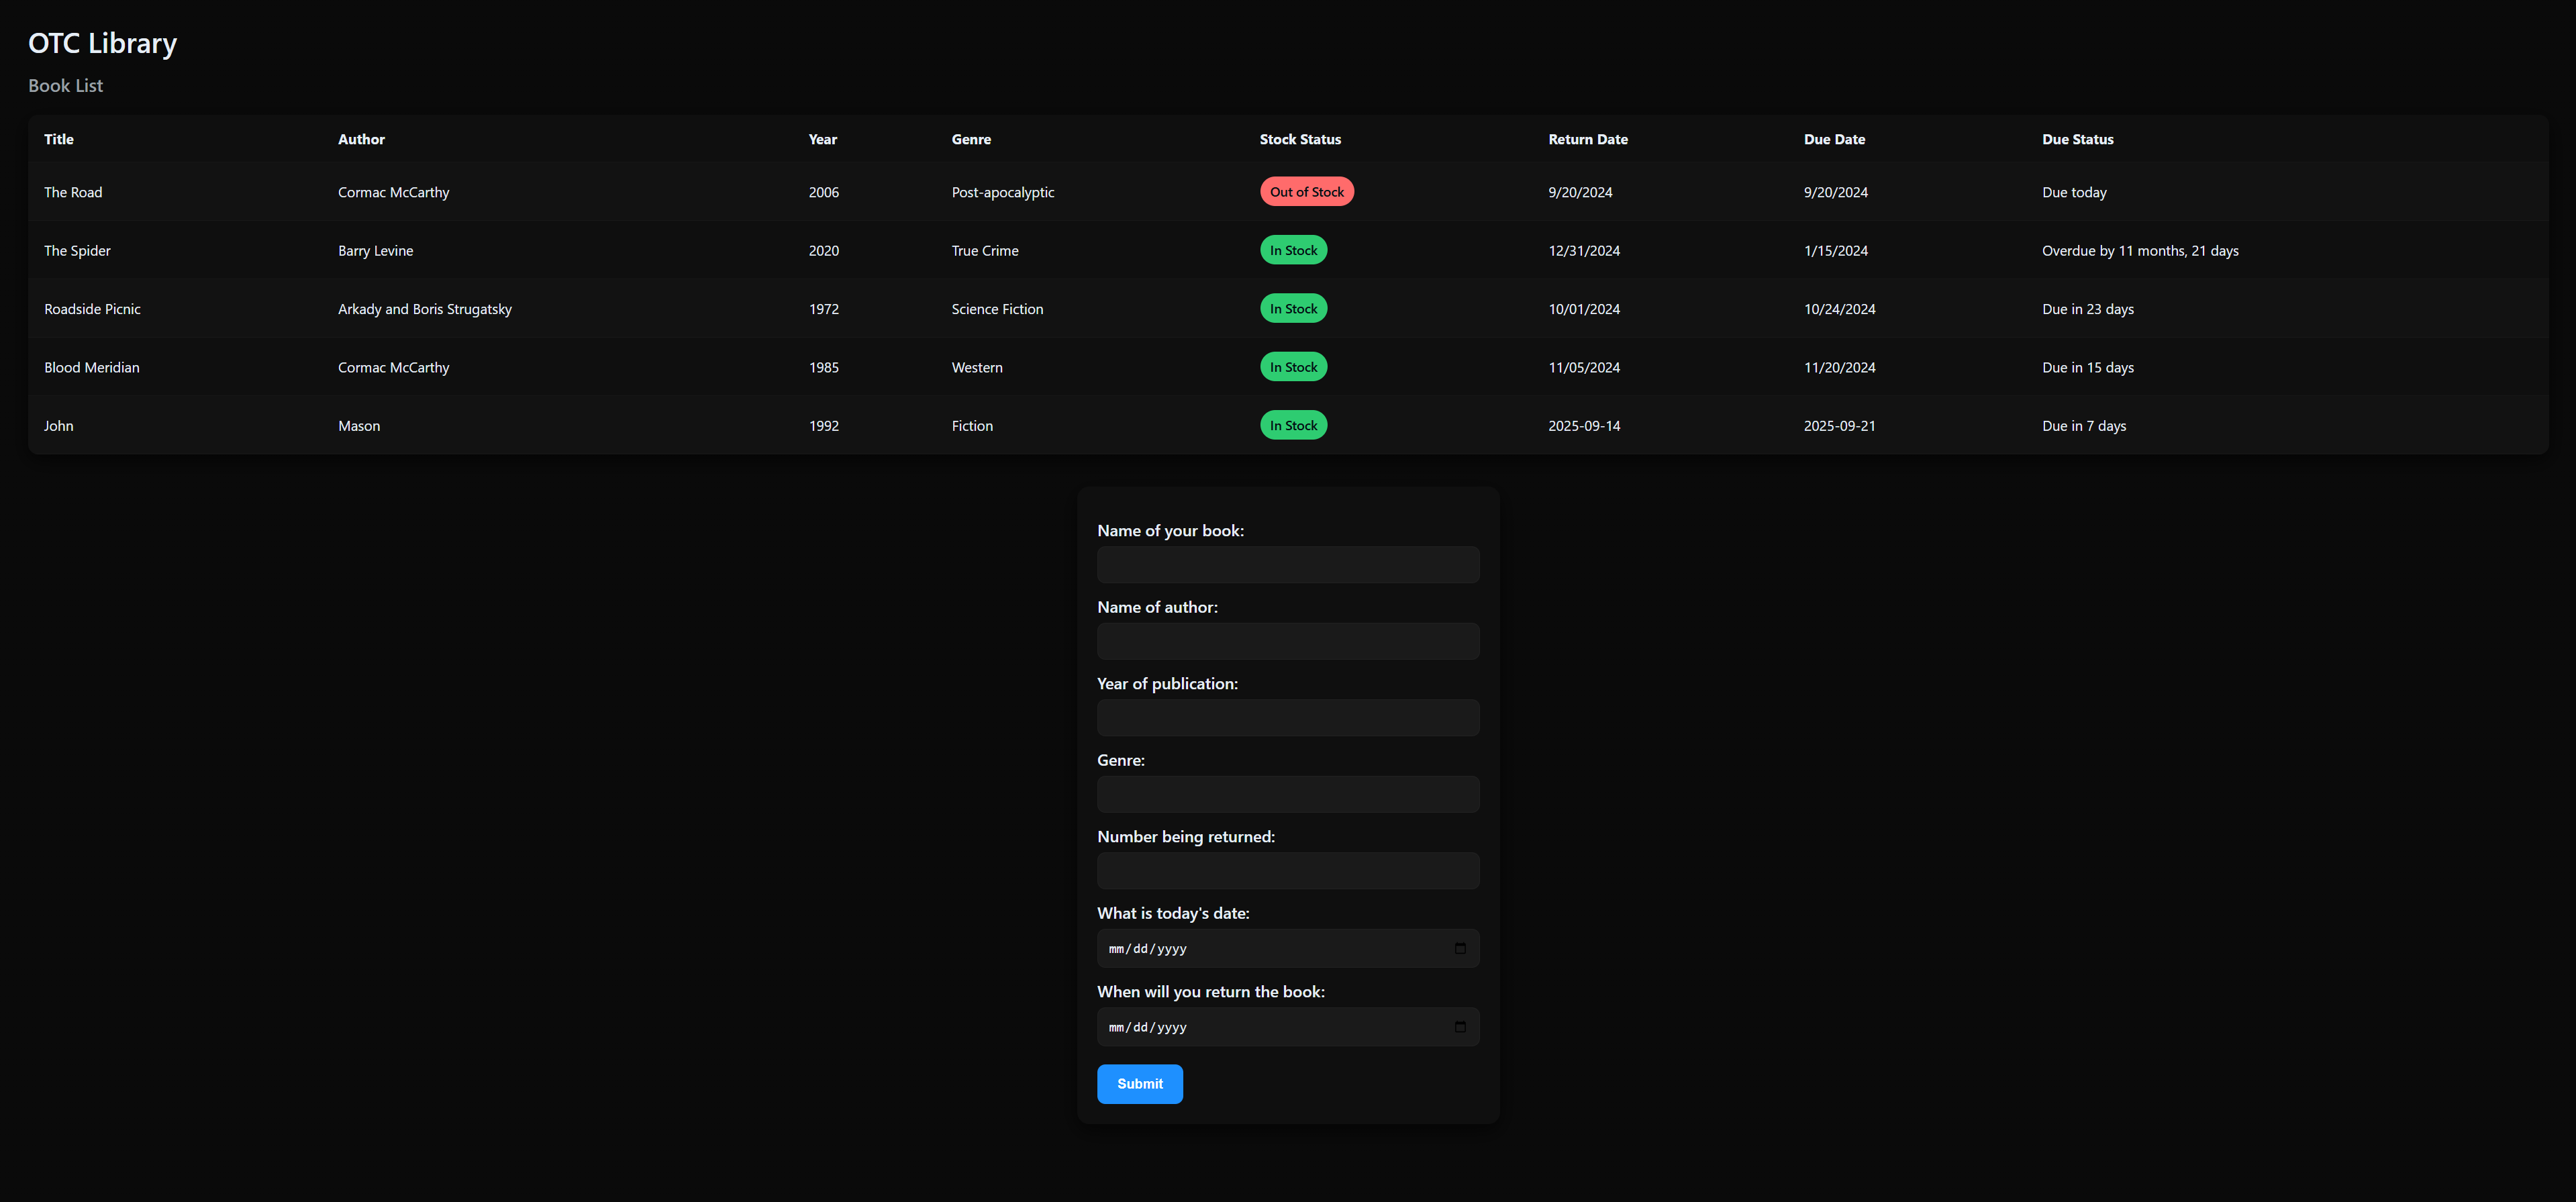 OTC Library
Book List
Title Author Year Genre Stock Status Return Date Due Date Due Status
The Road Cormac McCarthy 2006 Post-apocalyptic Out of Stock 9/20/2024 9/20/2024 Due today
The Spider Barry Levine 2020 True Crime In Stock 12/31/2024 1/15/2024 Overdue by 11 months, 21 days
Roadside Picnic Arkady and Boris Strugatsky 1972 Science Fiction In Stock 10/01/2024 10/24/2024 Due in 23 days
Blood Meridian Cormac McCarthy 1985 Western In Stock 11/05/2024 11/20/2024 Due in 15 days
John Mason 1992 Fiction In Stock 2025-09-14 2025-09-21 Due in 7 days
Name of your book:
Name of author:
Year of publication:
Genre:
Number being returned:
What is today's date:
mm/dd/yyyy
When will you return the book:
mm/dd/yyyy
Submit